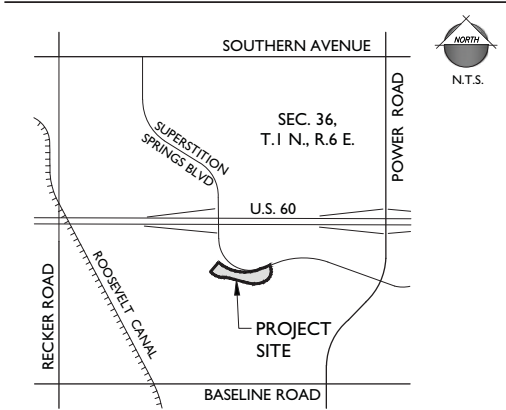 SOUTHERN AVENUE
NORTH
N.T.S.
SEC. 36,
T.1 N., R.6 E.
POWER ROAD
SUPERSTITION
SPRINGS BLVD
U.S. 60
ROOSEVELT CANAL
RECKER ROAD
PROJECT
SITE
BASELINE ROAD